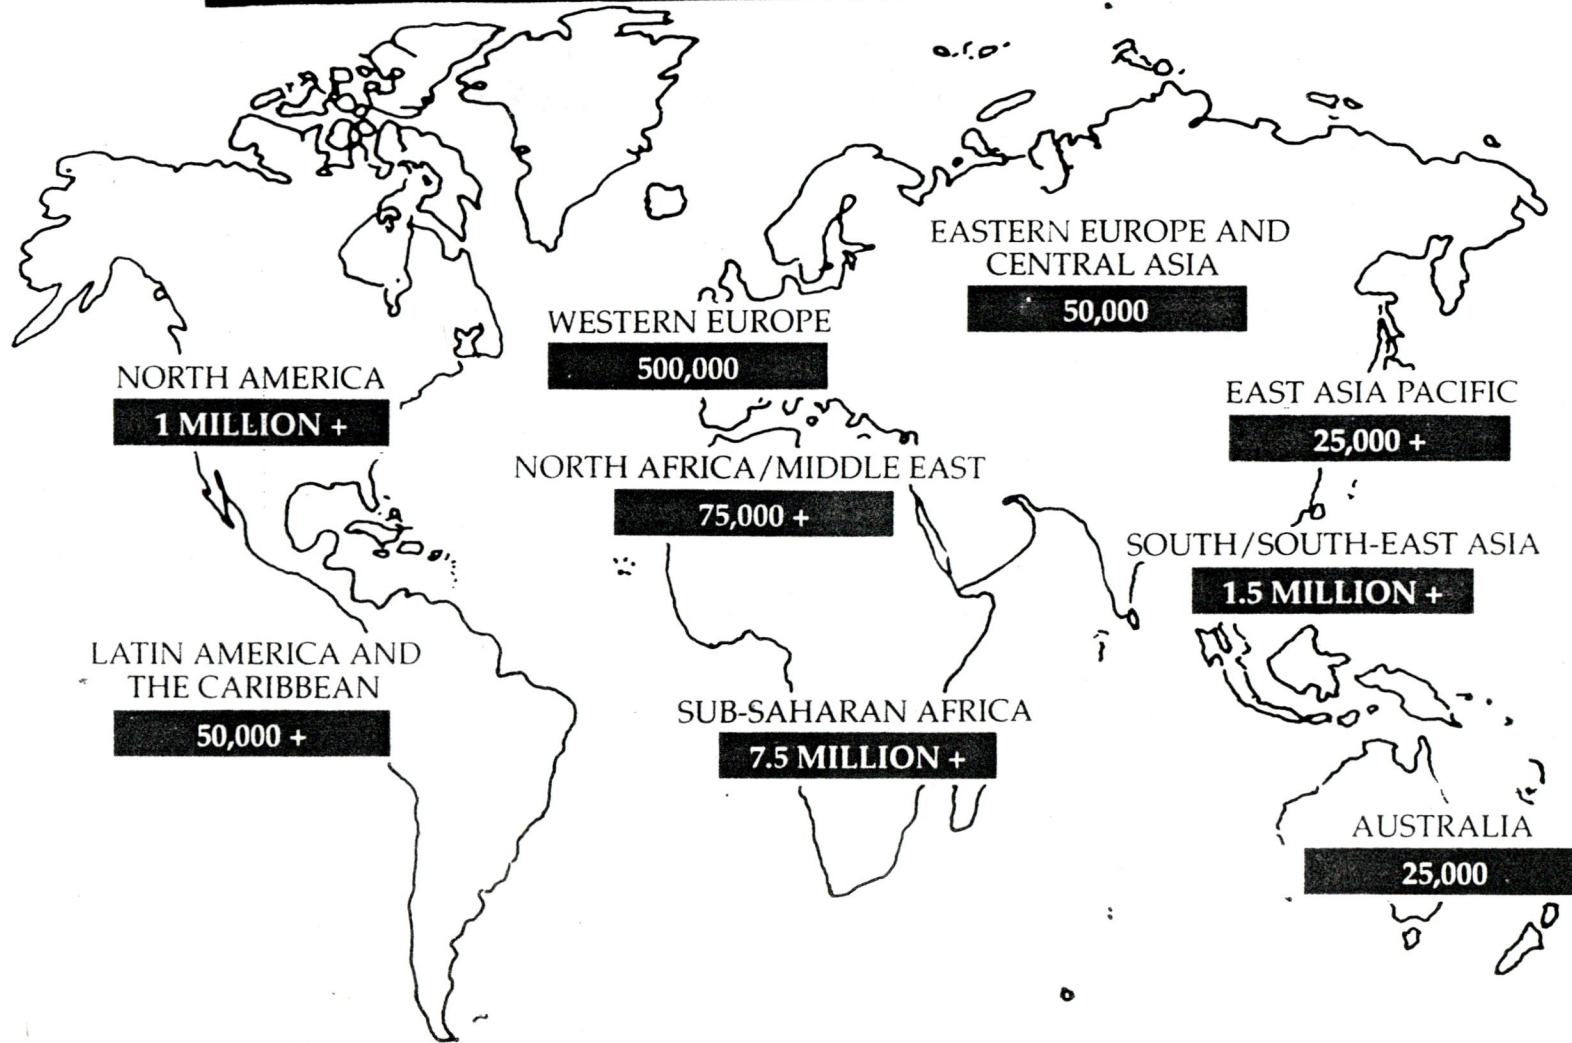 EASTERN EUROPE AND
CENTRAL ASIA
50,000
WESTERN EUROPE
500,000
NORTH AMERICA
1 MILLION +
EAST ASIA PACIFIC
25,000 +
NORTH AFRICA/MIDDLE EAST
75,000 +
SOUTH/SOUTH-EAST ASIA
1.5 MILLION +
LATIN AMERICA AND
THE CARIBBEAN
50,000 +
SUB-SAHARAN AFRICA
7.5 MILLION +
AUSTRALIA
25,000